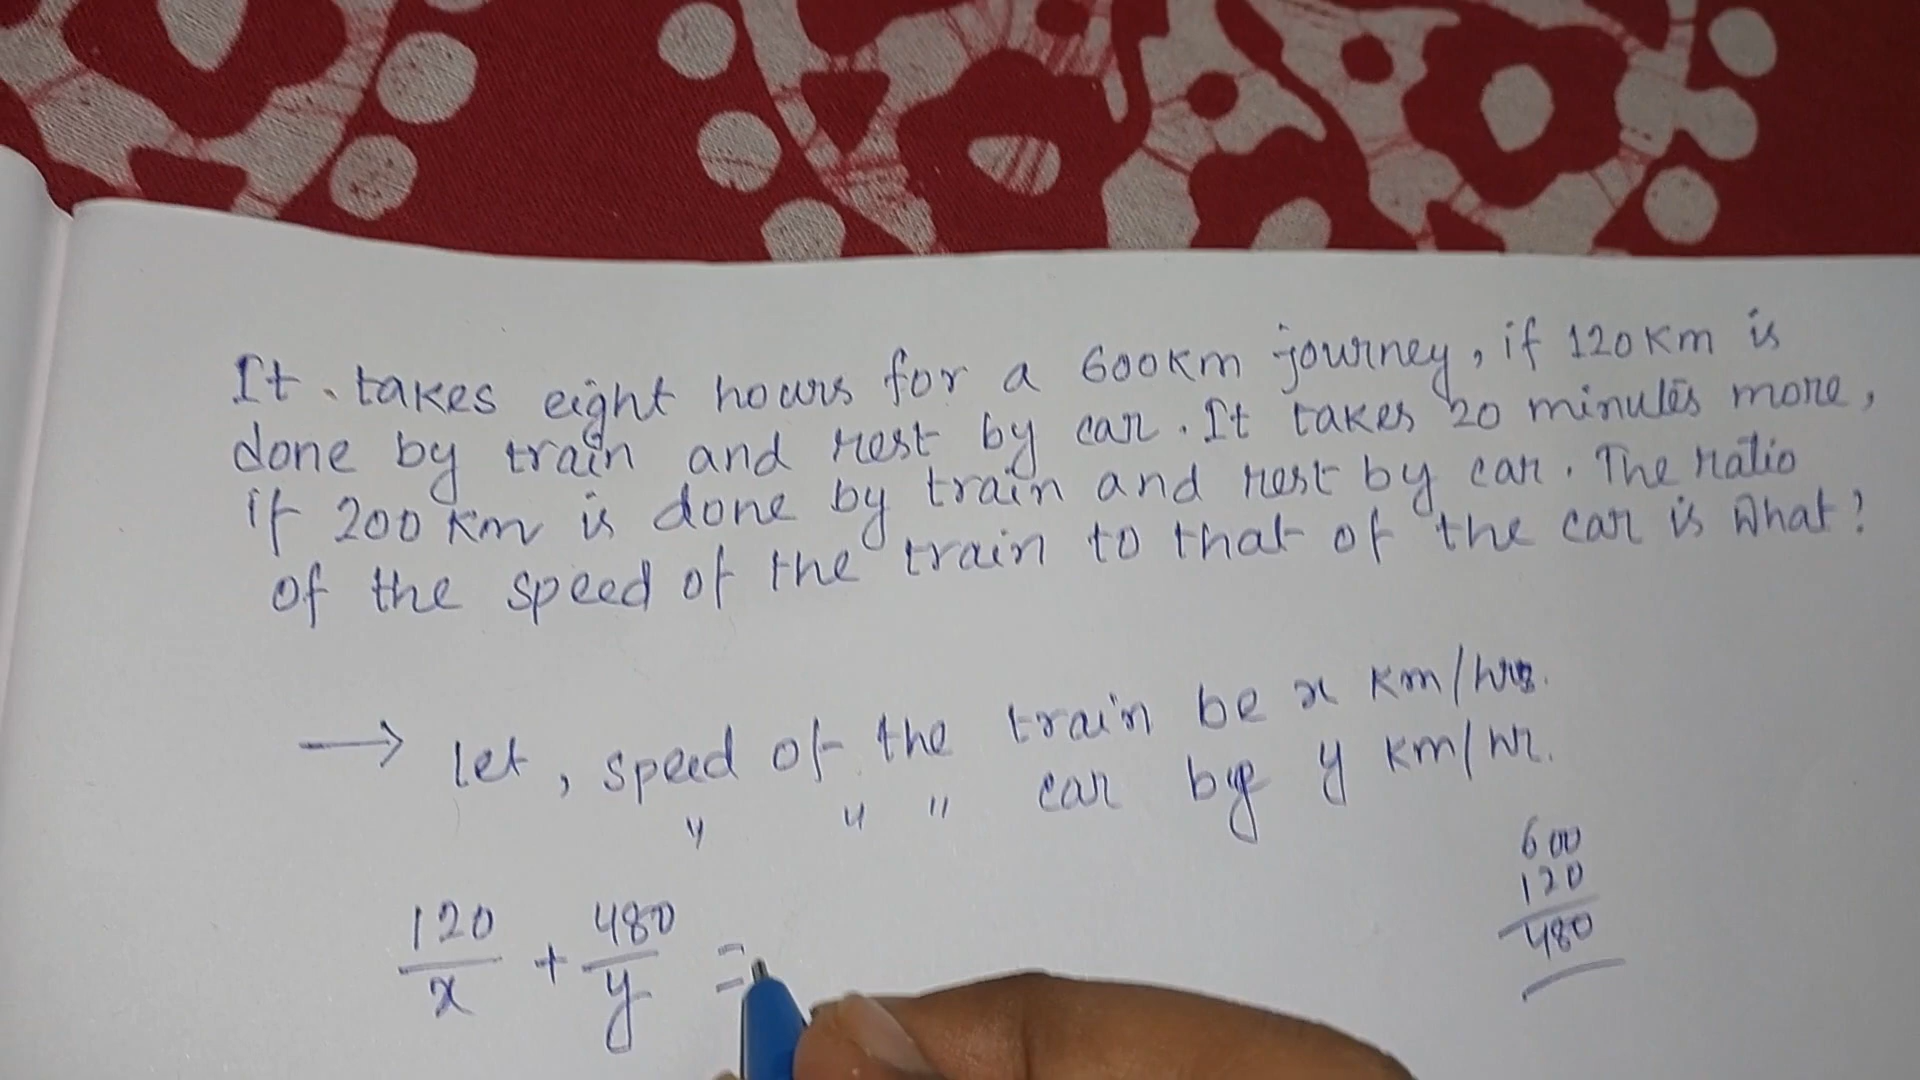 It takes eight hours for a 600km journey, if 120km is
done by train and rest by car. It takes 20 minutes more,
if 200 km is done by train and rest by car. The ratio
of the speed of the train to that of the car is what?
→ let, speed of the train be x km/hr.
" " " car be y km/hr.
600
120
480
120/x + 480/y =